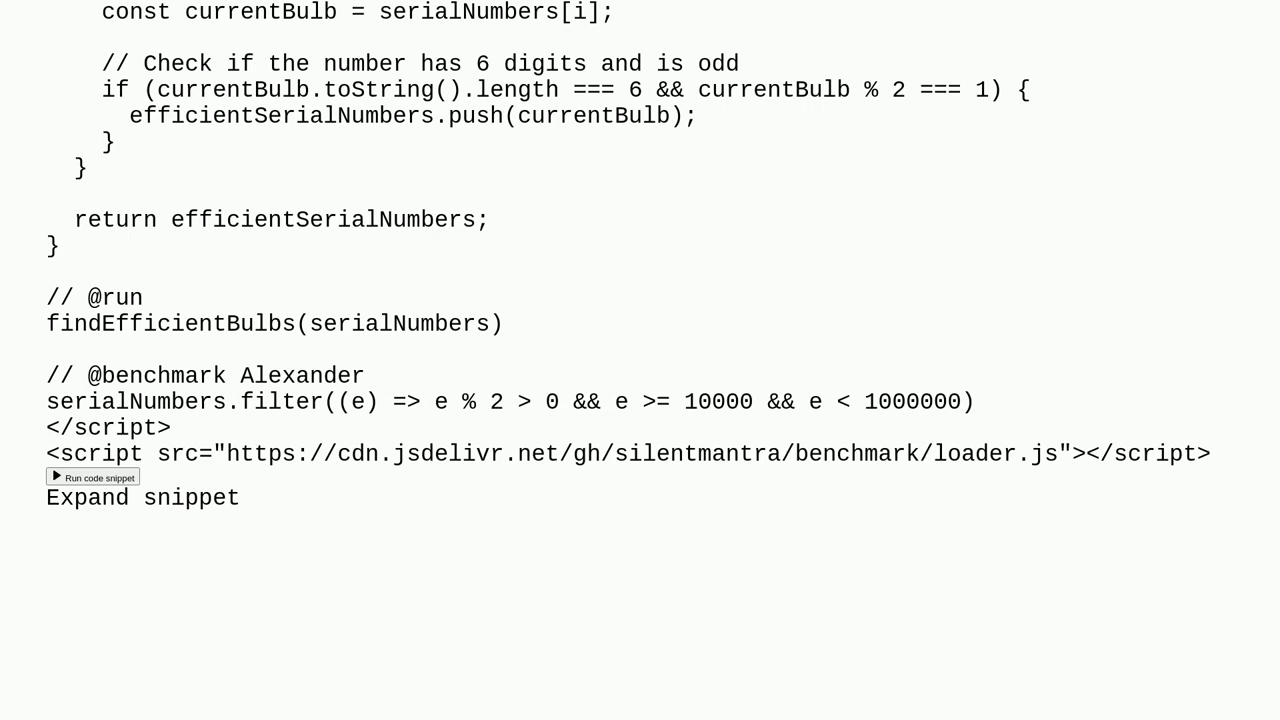 const currentBulb = serialNumbers[i];
// Check if the number has 6 digits and is odd
if (currentBulb.toString().length === 6 && currentBulb % 2 === 1) {
efficientSerialNumbers.push(currentBulb);
}
}
return efficientSerialNumbers;
}
// @run
findEfficientBulbs(serialNumbers)
// @benchmark Alexander
serialNumbers.filter((e) => e % 2 > 0 && e >= 10000 && e < 1000000)
</script>
<script src="https://cdn.jsdelivr.net/gh/silentmantra/benchmark/loader.js"></script>
Run code snippet
Expand snippet